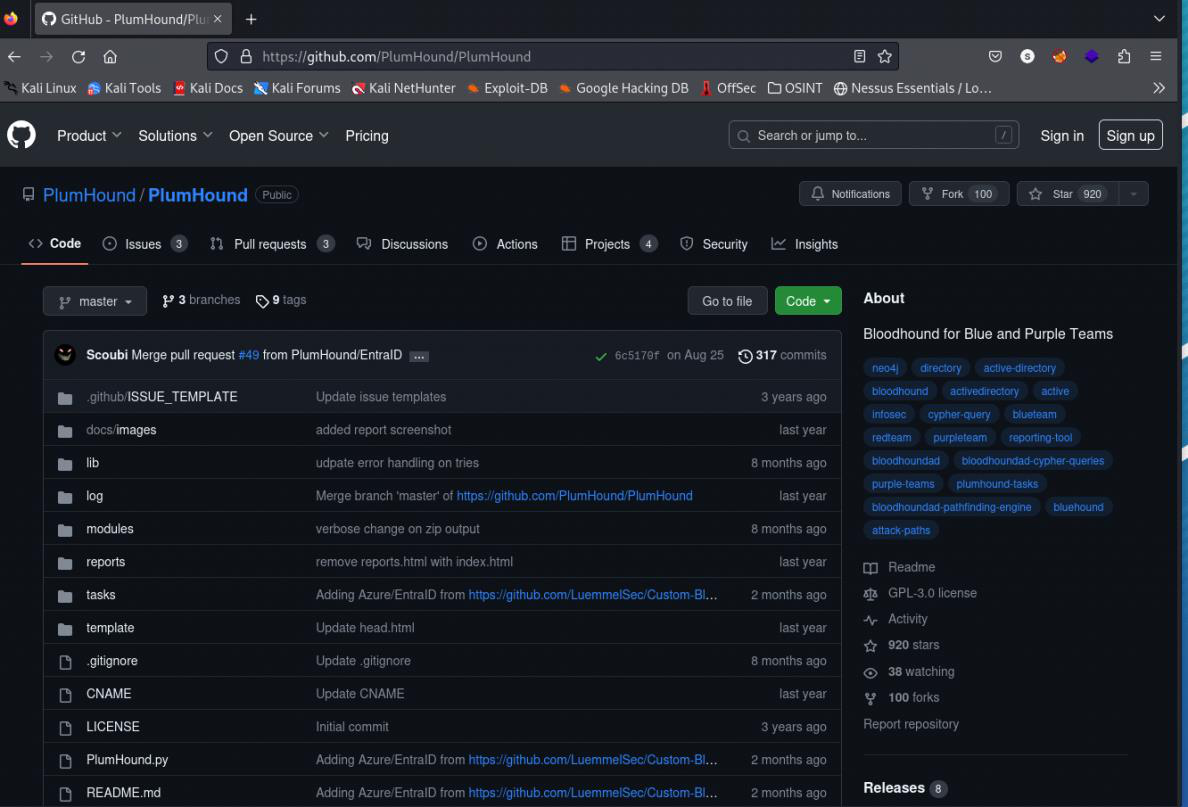 GitHub - PlumHound/Plu
https://github.com/PlumHound/PlumHound
Kali Linux Kali Tools Kali Docs Kali Forums Kali NetHunter Exploit-DB Google Hacking DB OffSec OSINT Nessus Essentials / Lo...
Product Solutions Open Source Pricing Search or jump to... / Sign in Sign up
PlumHound / PlumHound Public Notifications Fork 100 Star 920
Code Issues 3 Pull requests 3 Discussions Actions Projects 4 Security Insights
master 3 branches 9 tags Go to file Code
Scoubi Merge pull request #49 from PlumHound/EntraID ... 6c5170f on Aug 25 317 commits
.github/ISSUE_TEMPLATE Update issue templates 3 years ago
docs/images added report screenshot last year
lib udpate error handling on tries 8 months ago
log Merge branch 'master' of https://github.com/PlumHound/PlumHound last year
modules verbose change on zip output 8 months ago
reports remove reports.html with index.html last year
tasks Adding Azure/EntraID from https://github.com/LuemmelSec/Custom-Bl... 2 months ago
template Update head.html last year
.gitignore Update .gitignore 8 months ago
CNAME Update CNAME last year
LICENSE Initial commit 3 years ago
PlumHound.py Adding Azure/EntraID from https://github.com/LuemmelSec/Custom-Bl... 2 months ago
README.md Adding Azure/EntraID from https://github.com/LuemmelSec/Custom-Bl... 2 months ago
About
Bloodhound for Blue and Purple Teams
neo4j directory active-directory
bloodhound activedirectory active
infosec cypher-query blueteam
redteam purpleteam reporting-tool
bloodhoundad bloodhoundad-cypher-queries
purple-teams plumhound-tasks
bloodhoundad-pathfinding-engine bluehound
attack-paths
Readme
GPL-3.0 license
Activity
920 stars
38 watching
100 forks
Report repository
Releases 8